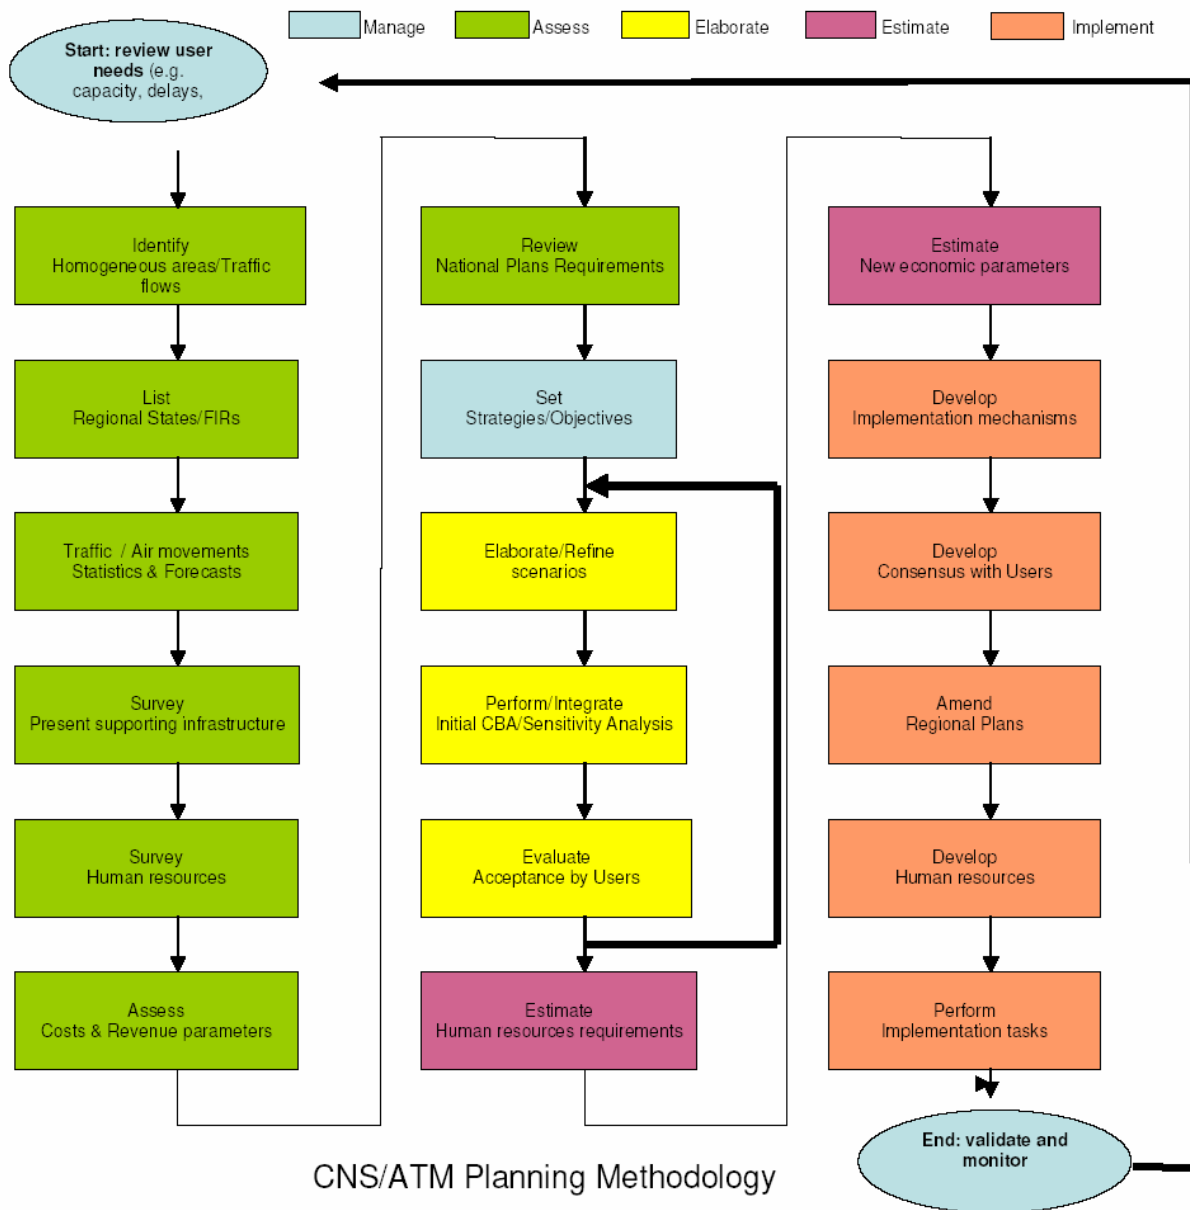 Manage
Assess
Elaborate
Estimate
Implement
Start: review user
needs (e.g.
capacity, delays,
Identify
Homogeneous areas/Traffic
flows
List
Regional States/FIRs
Traffic / Air movements
Statistics & Forecasts
Survey
Present supporting infrastructure
Survey
Human resources
Assess
Costs & Revenue parameters
Review
National Plans Requirements
Set
Strategies/Objectives
Elaborate/Refine
scenarios
Perform/Integrate
Initial CBA/Sensitivity Analysis
Evaluate
Acceptance by Users
Estimate
Human resources requirements
Estimate
New economic parameters
Develop
Implementation mechanisms
Develop
Consensus with Users
Amend
Regional Plans
Develop
Human resources
Perform
Implementation tasks
End: validate and
monitor
CNS/ATM Planning Methodology